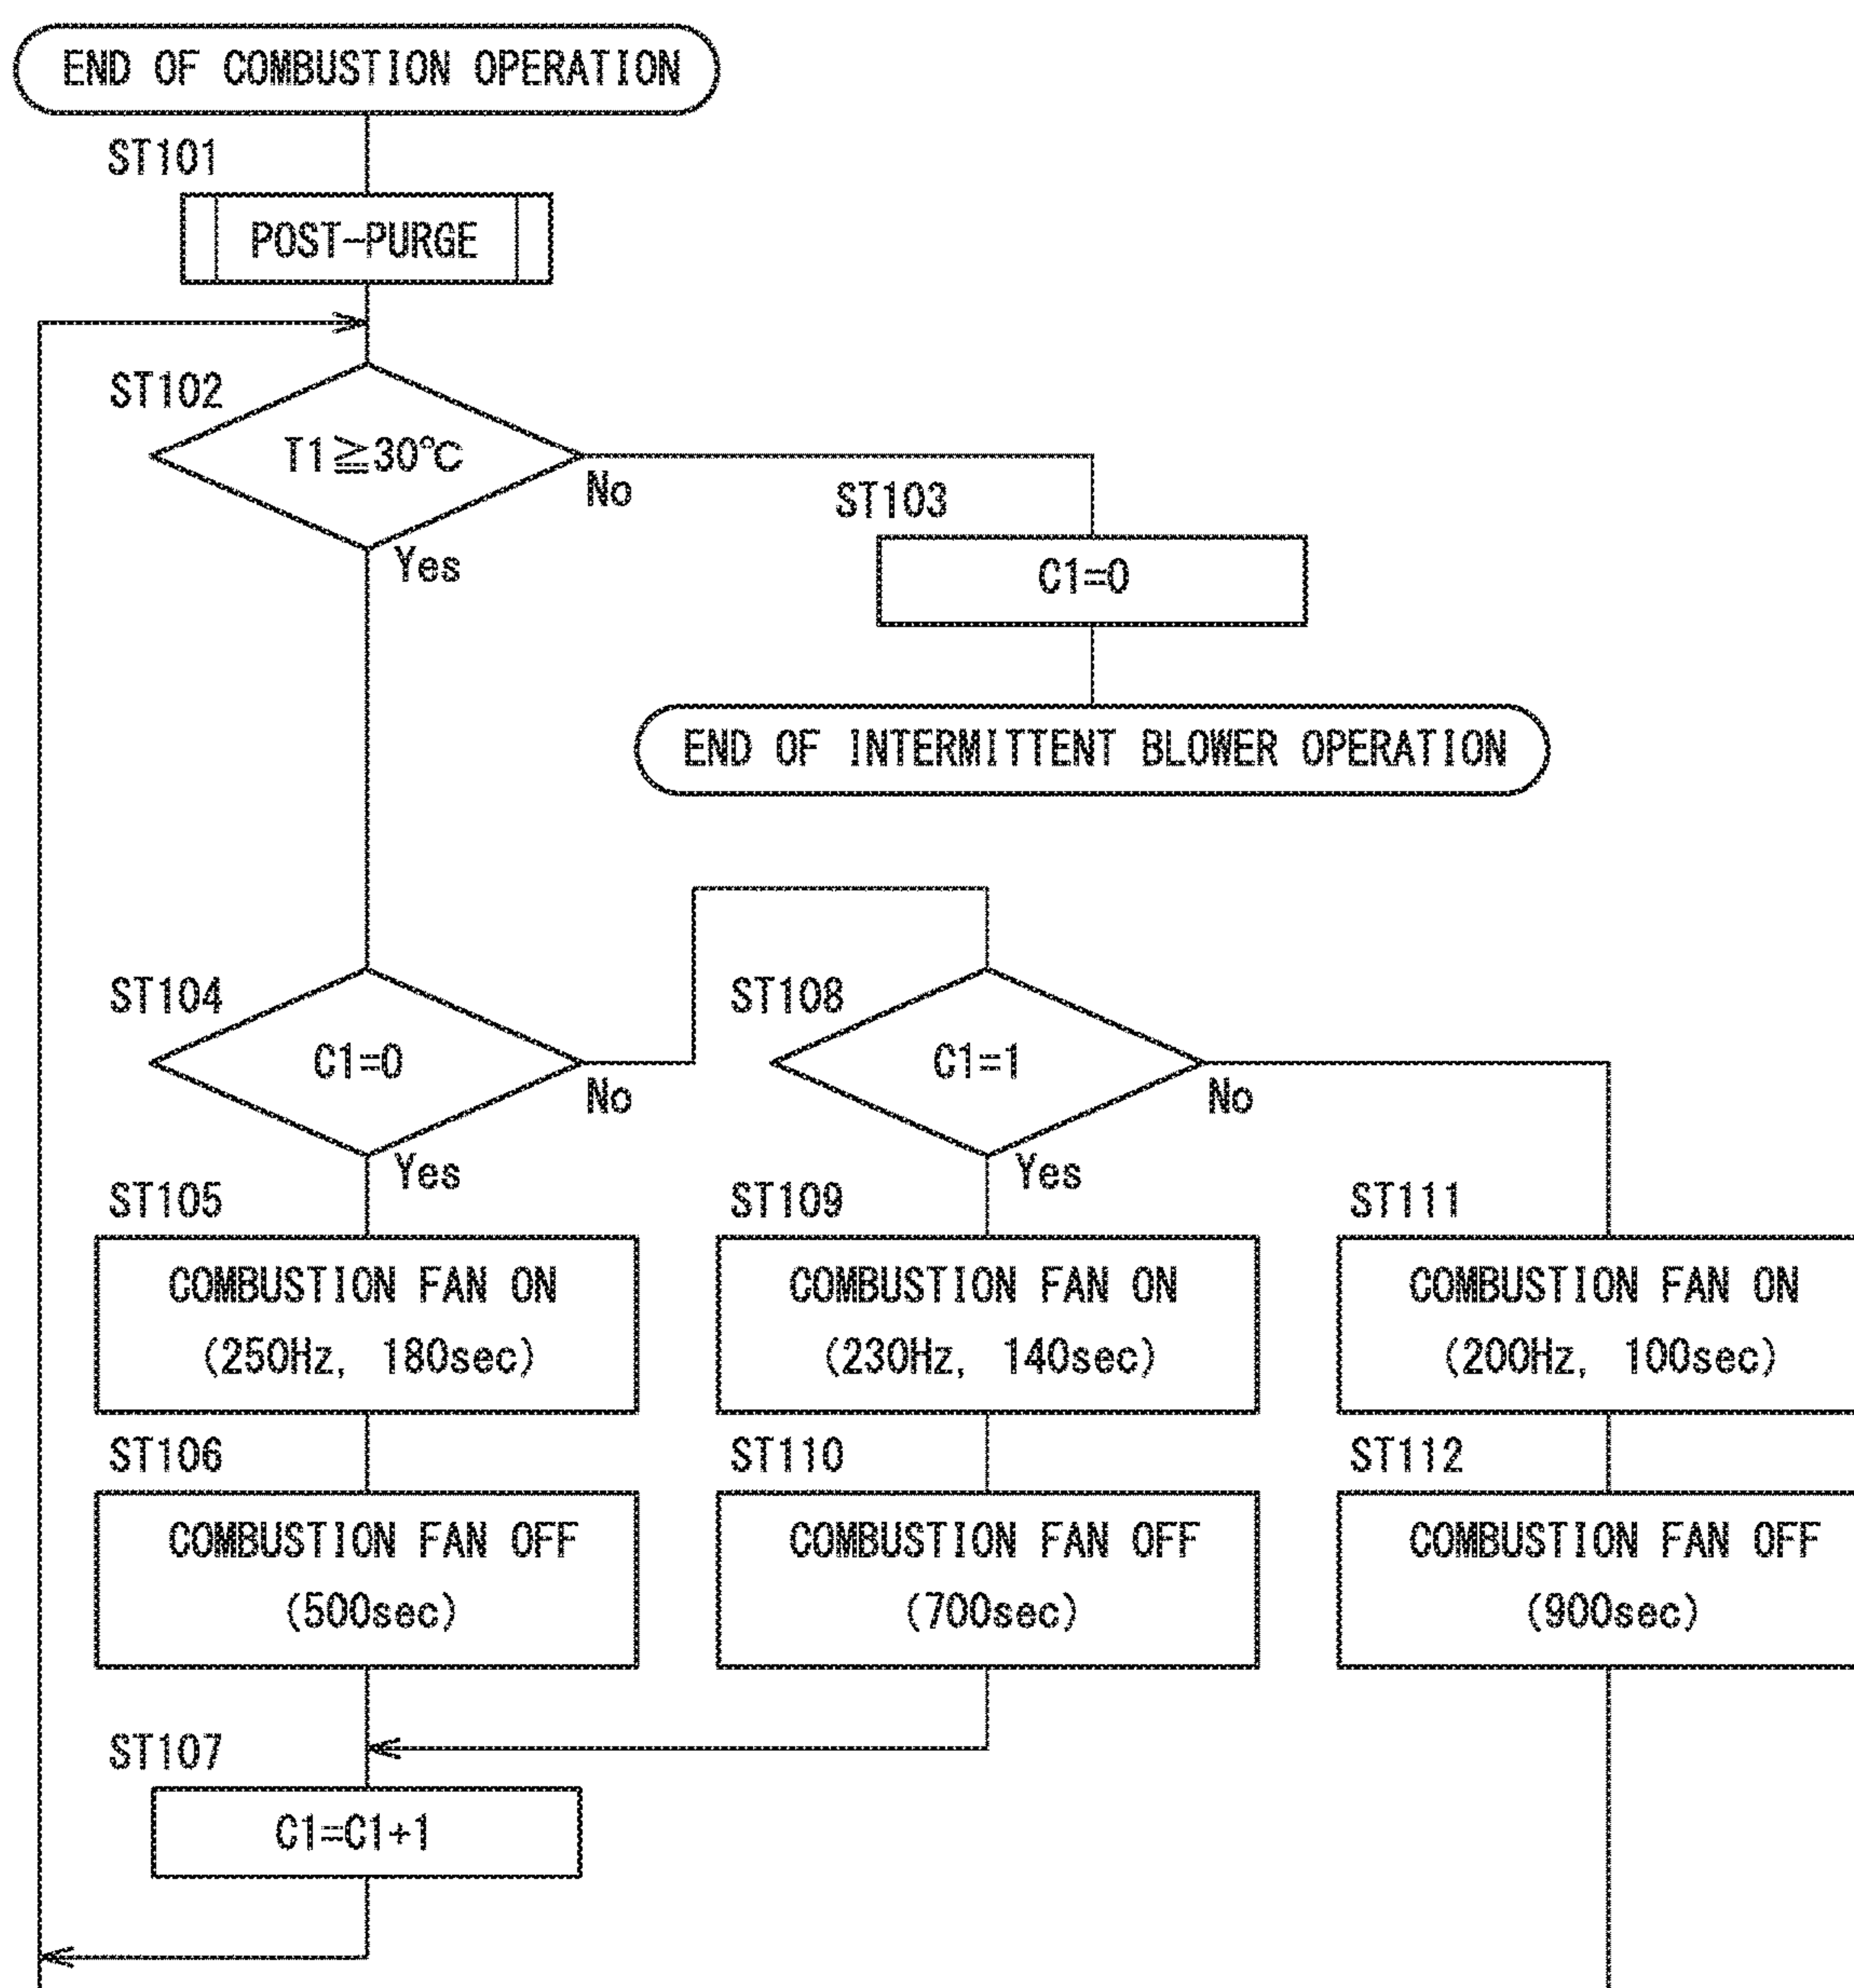 END OF COMBUSTION OPERATION
ST101
POST-PURGE
ST102
T1≧30℃
No
Yes
ST103
C1=0
END OF INTERMITTENT BLOWER OPERATION
ST104
C1=0
No
Yes
ST108
C1=1
No
Yes
ST105
COMBUSTION FAN ON
(250Hz, 180sec)
ST109
COMBUSTION FAN ON
(230Hz, 140sec)
ST111
COMBUSTION FAN ON
(200Hz, 100sec)
ST106
COMBUSTION FAN OFF
(500sec)
ST110
COMBUSTION FAN OFF
(700sec)
ST112
COMBUSTION FAN OFF
(900sec)
ST107
C1=C1+1